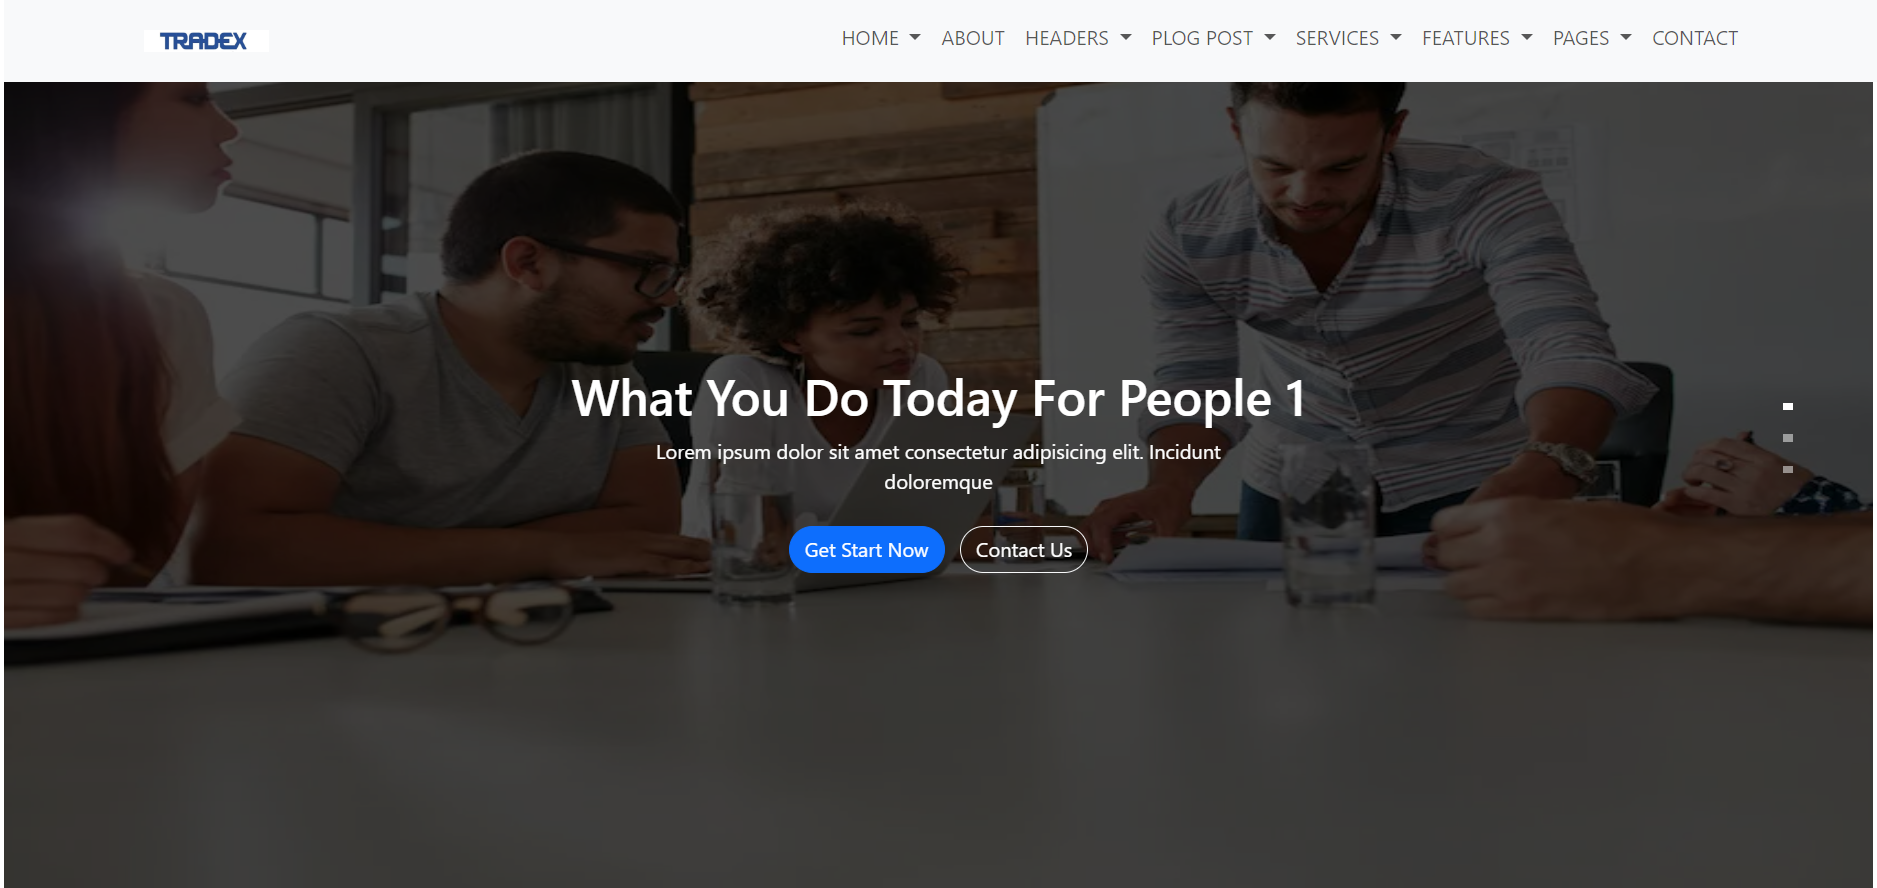 TRADEX
HOME ABOUT HEADERS PLOG POST SERVICES FEATURES PAGES CONTACT
What You Do Today For People 1
Lorem ipsum dolor sit amet consectetur adipisicing elit. Incidunt
doloremque
Get Start Now
Contact Us